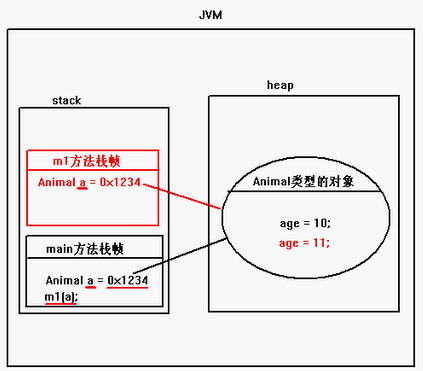 JVM
stack
m1方法栈帧
Animal a = 0x1234
main方法栈帧
Animal a = 0x1234
m1(a);
heap
Animal类型的对象
age = 10;
age = 11;